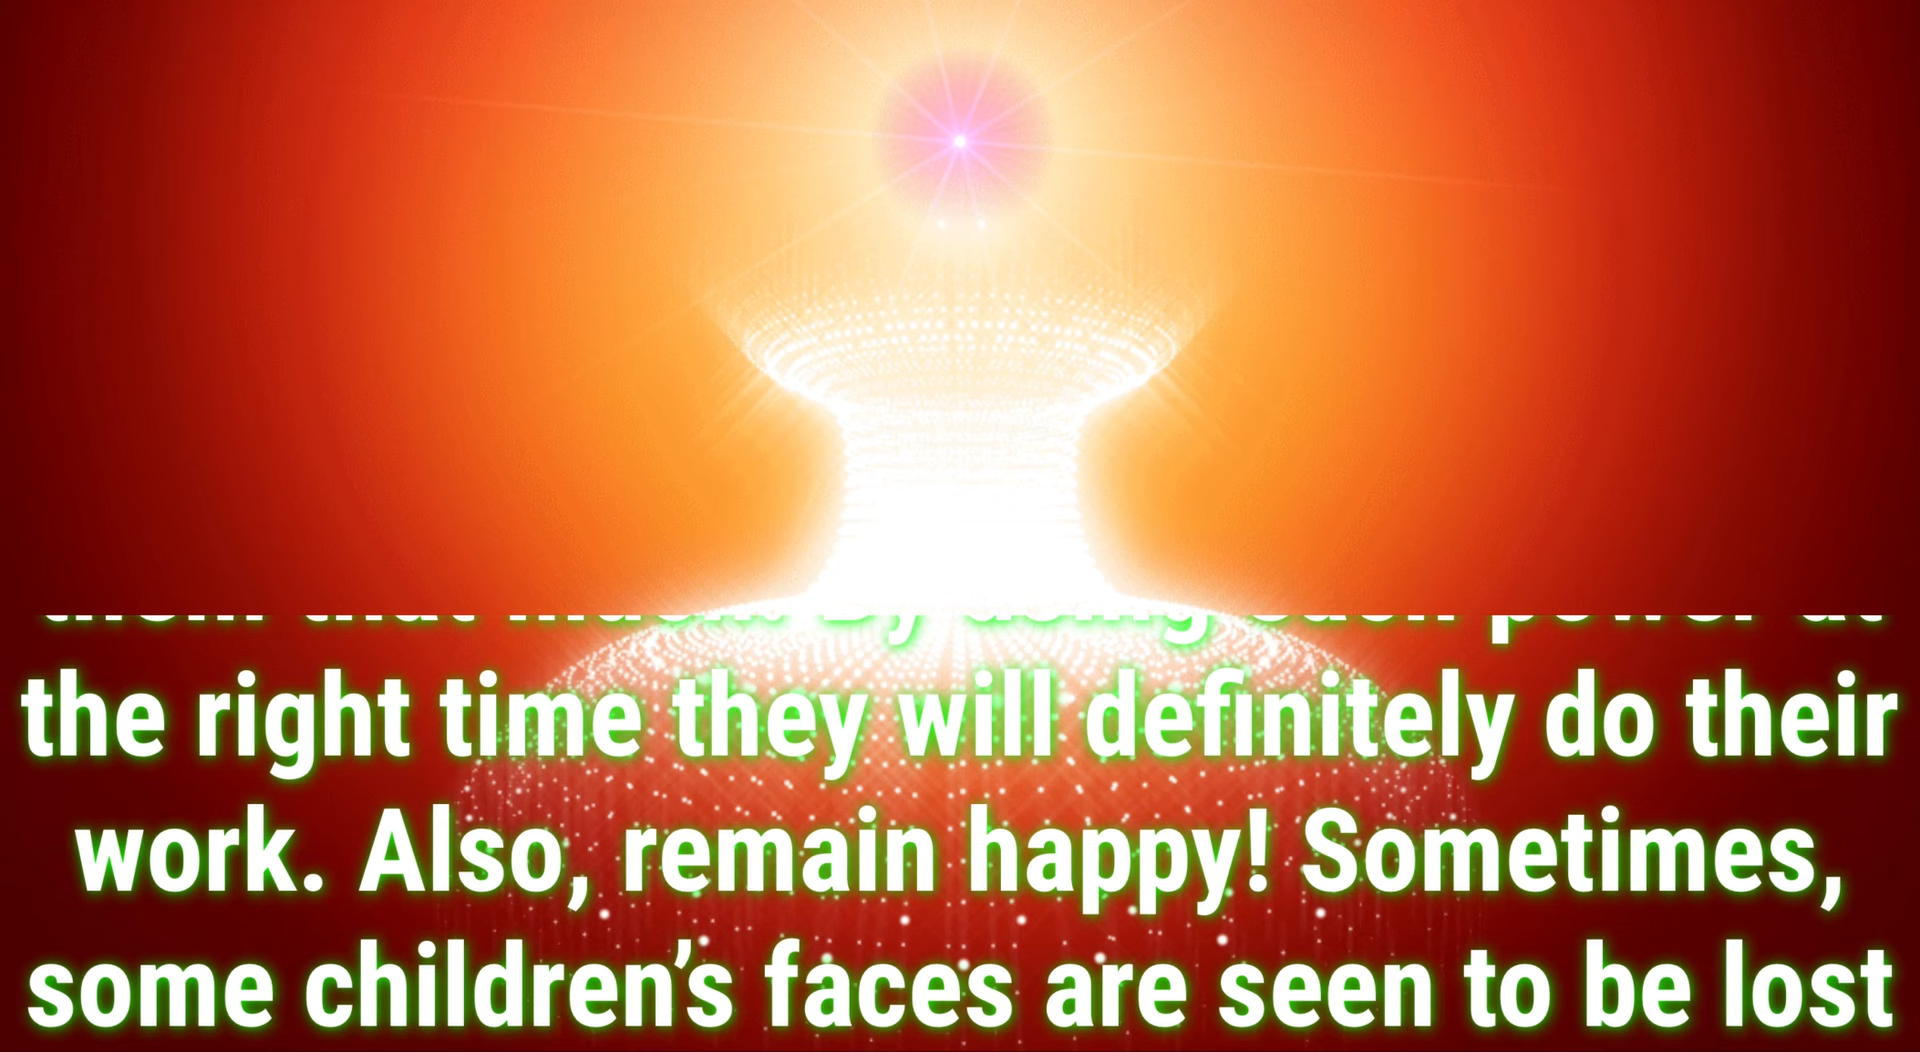 the right time they will definitely do their
work. Also, remain happy! Sometimes,
some children’s faces are seen to be lost